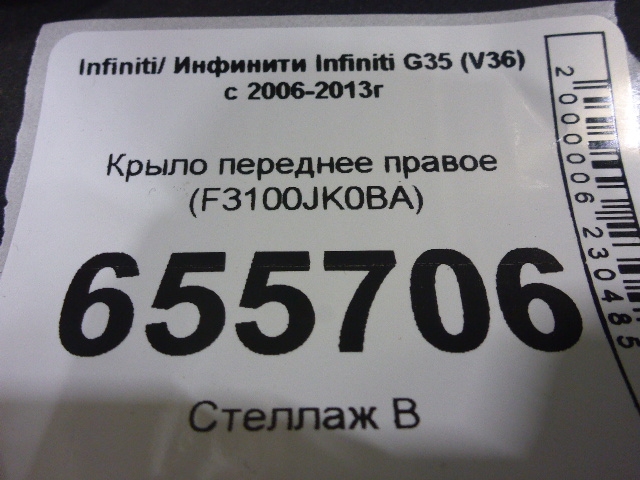 Infiniti/ Инфинити Infiniti G35 (V36)
с 2006-2013г
Крыло переднее правое
(F3100JK0BA)
655706
Стеллаж В
2000006230485